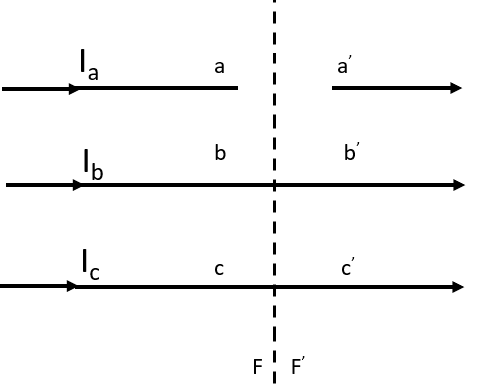 Ia a a′
Ib b b′
Ic c c′
F F′